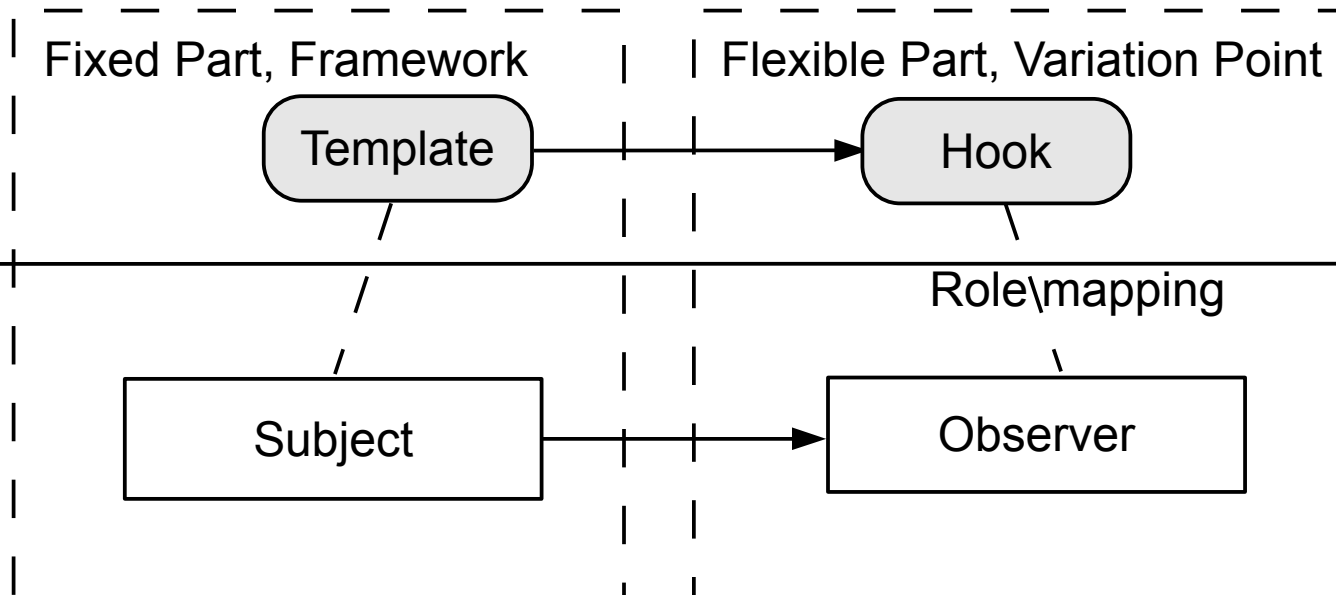 Fixed Part, Framework
Flexible Part, Variation Point
Template
Hook
Role\mapping
Subject
Observer